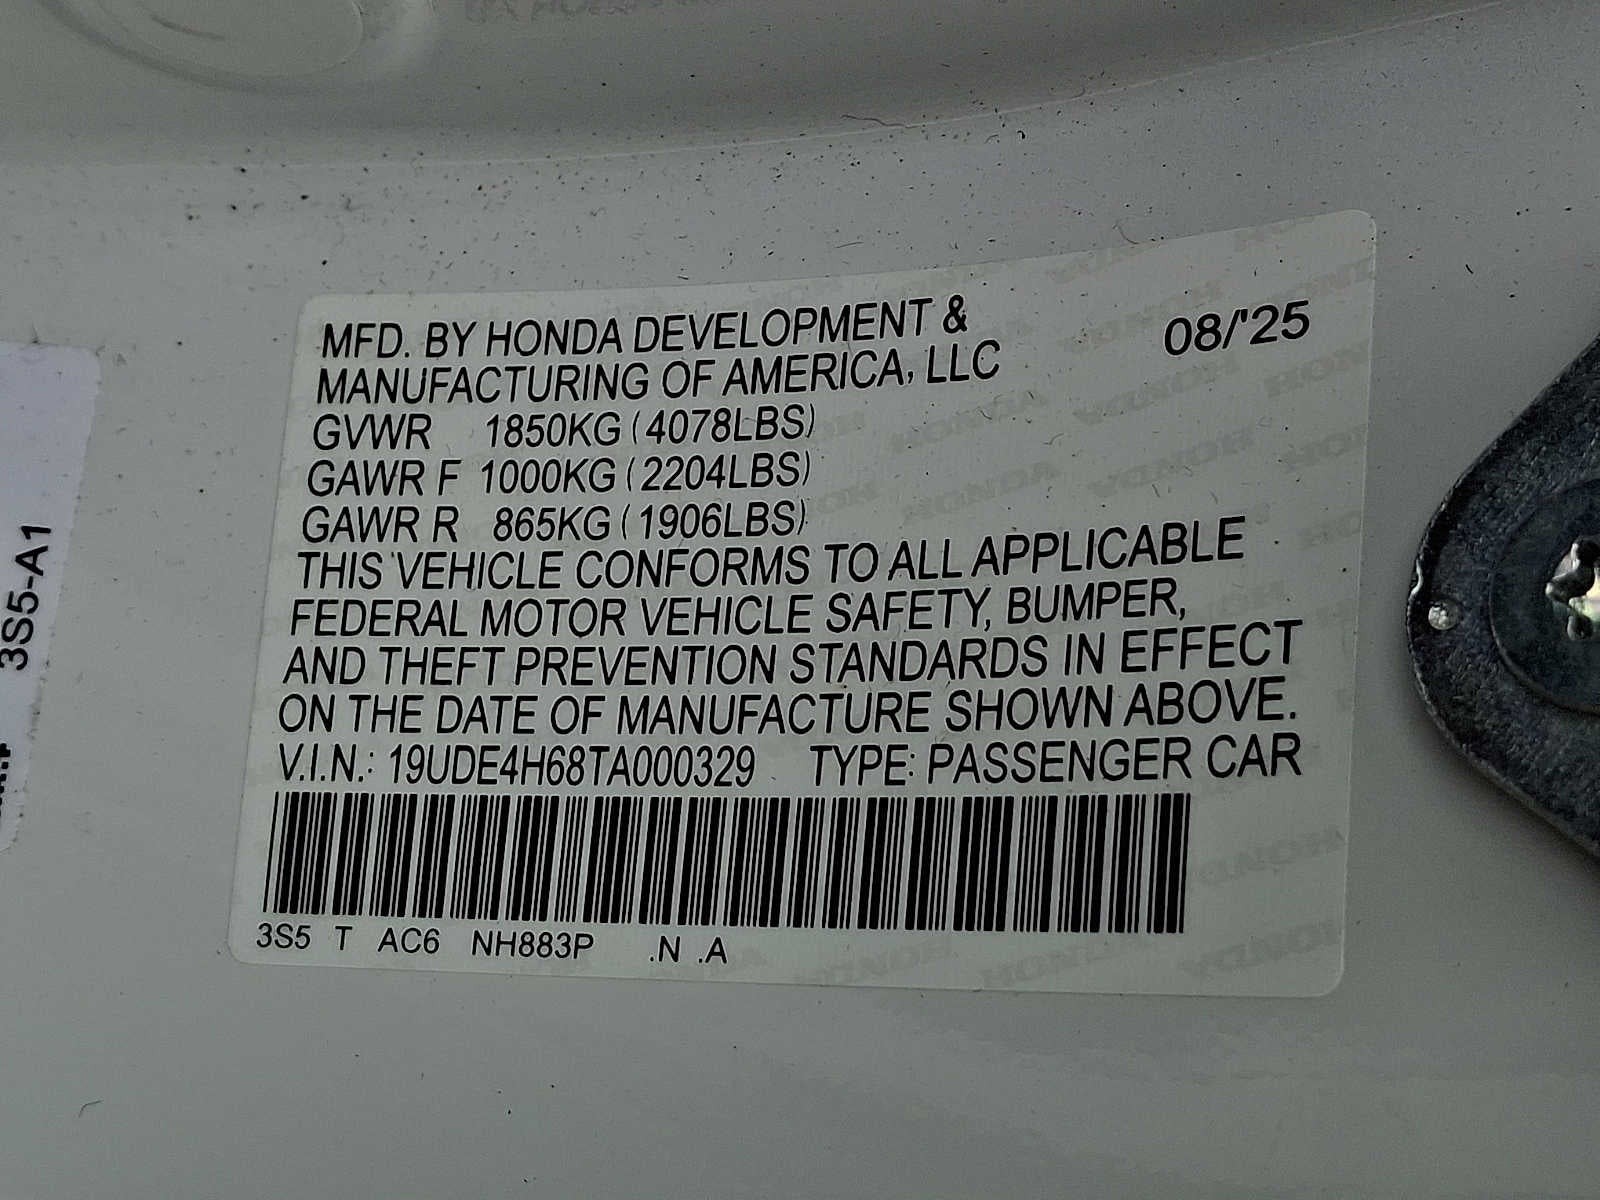 MFD. BY HONDA DEVELOPMENT &
MANUFACTURING OF AMERICA, LLC
08/'25
GVWR 1850KG (4078LBS)
GAWR F 1000KG (2204LBS)
GAWR R 865KG (1906LBS)
THIS VEHICLE CONFORMS TO ALL APPLICABLE
FEDERAL MOTOR VEHICLE SAFETY, BUMPER,
AND THEFT PREVENTION STANDARDS IN EFFECT
ON THE DATE OF MANUFACTURE SHOWN ABOVE.
V.I.N.: 19UDE4H68TA000329 TYPE: PASSENGER CAR
3S5 T AC6 NH883P .N .A
3S5-A1